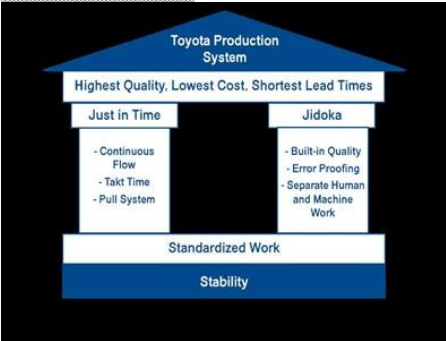 Toyota Production
System
Highest Quality, Lowest Cost, Shortest Lead Times
Just in Time
- Continuous
Flow
- Takt Time
- Pull System
Jidoka
- Built-in Quality
- Error Proofing
- Separate Human
and Machine
Work
Standardized Work
Stability